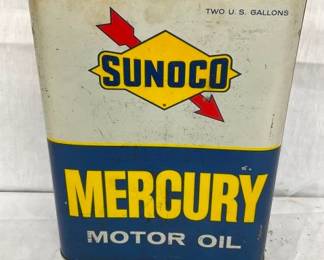 TWO U. S. GALLONS
SUNOCO
MERCURY
MOTOR OIL